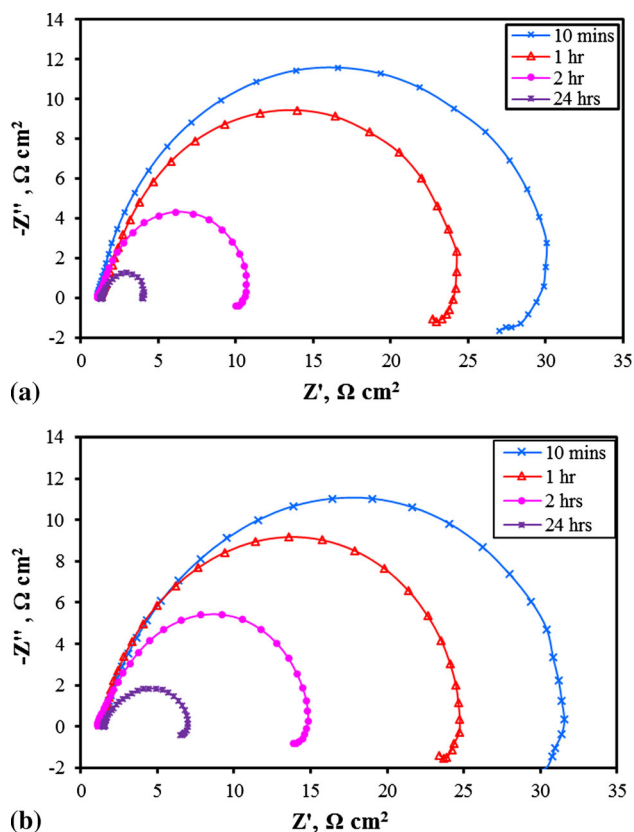 14
12
10
8
6
4
2
0
-2
-Z'' , Ω cm²
10 mins
1 hr
2 hr
24 hrs
0 5 10 15 20 25 30 35
(a)
Z', Ω cm²
14
12
10
8
6
4
2
0
-2
-Z'' , Ω cm²
10 mins
1 hr
2 hrs
24 hrs
0 5 10 15 20 25 30 35
(b)
Z', Ω cm²